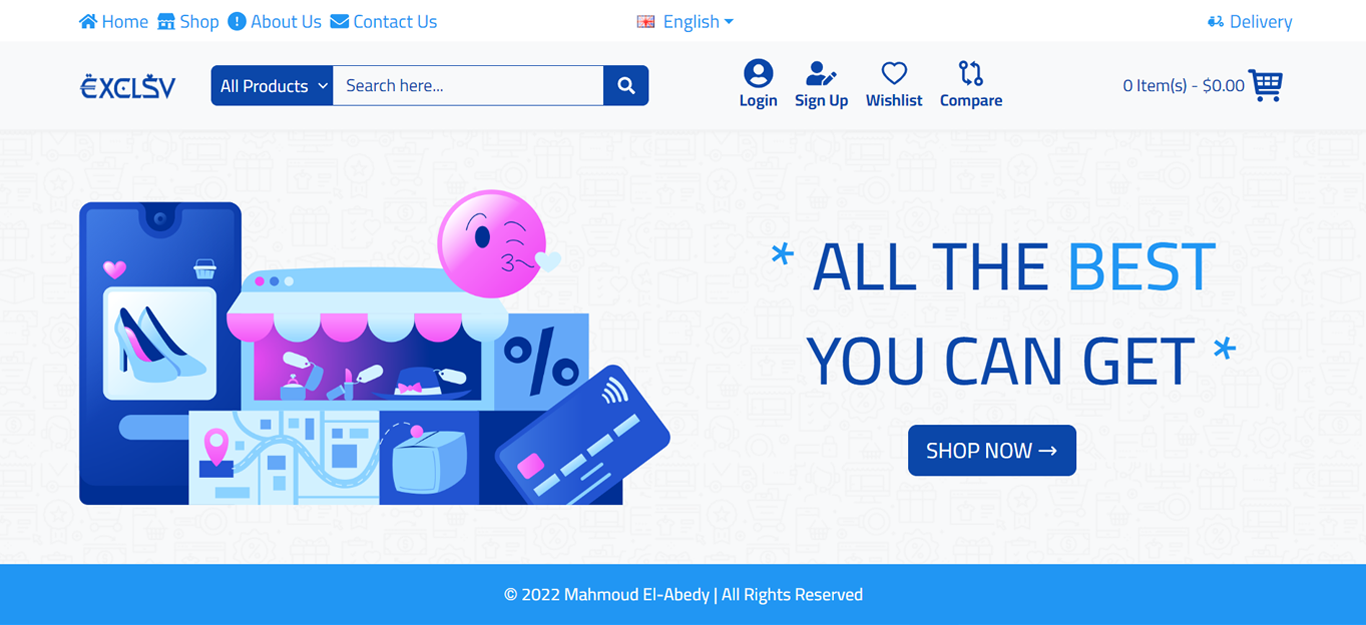 Home Shop About Us Contact Us English Delivery
EXCLSV All Products Search here... 0 Item(s) - $0.00
Login Sign Up Wishlist Compare
* ALL THE BEST
YOU CAN GET *
%
SHOP NOW →
© 2022 Mahmoud El-Abedy | All Rights Reserved